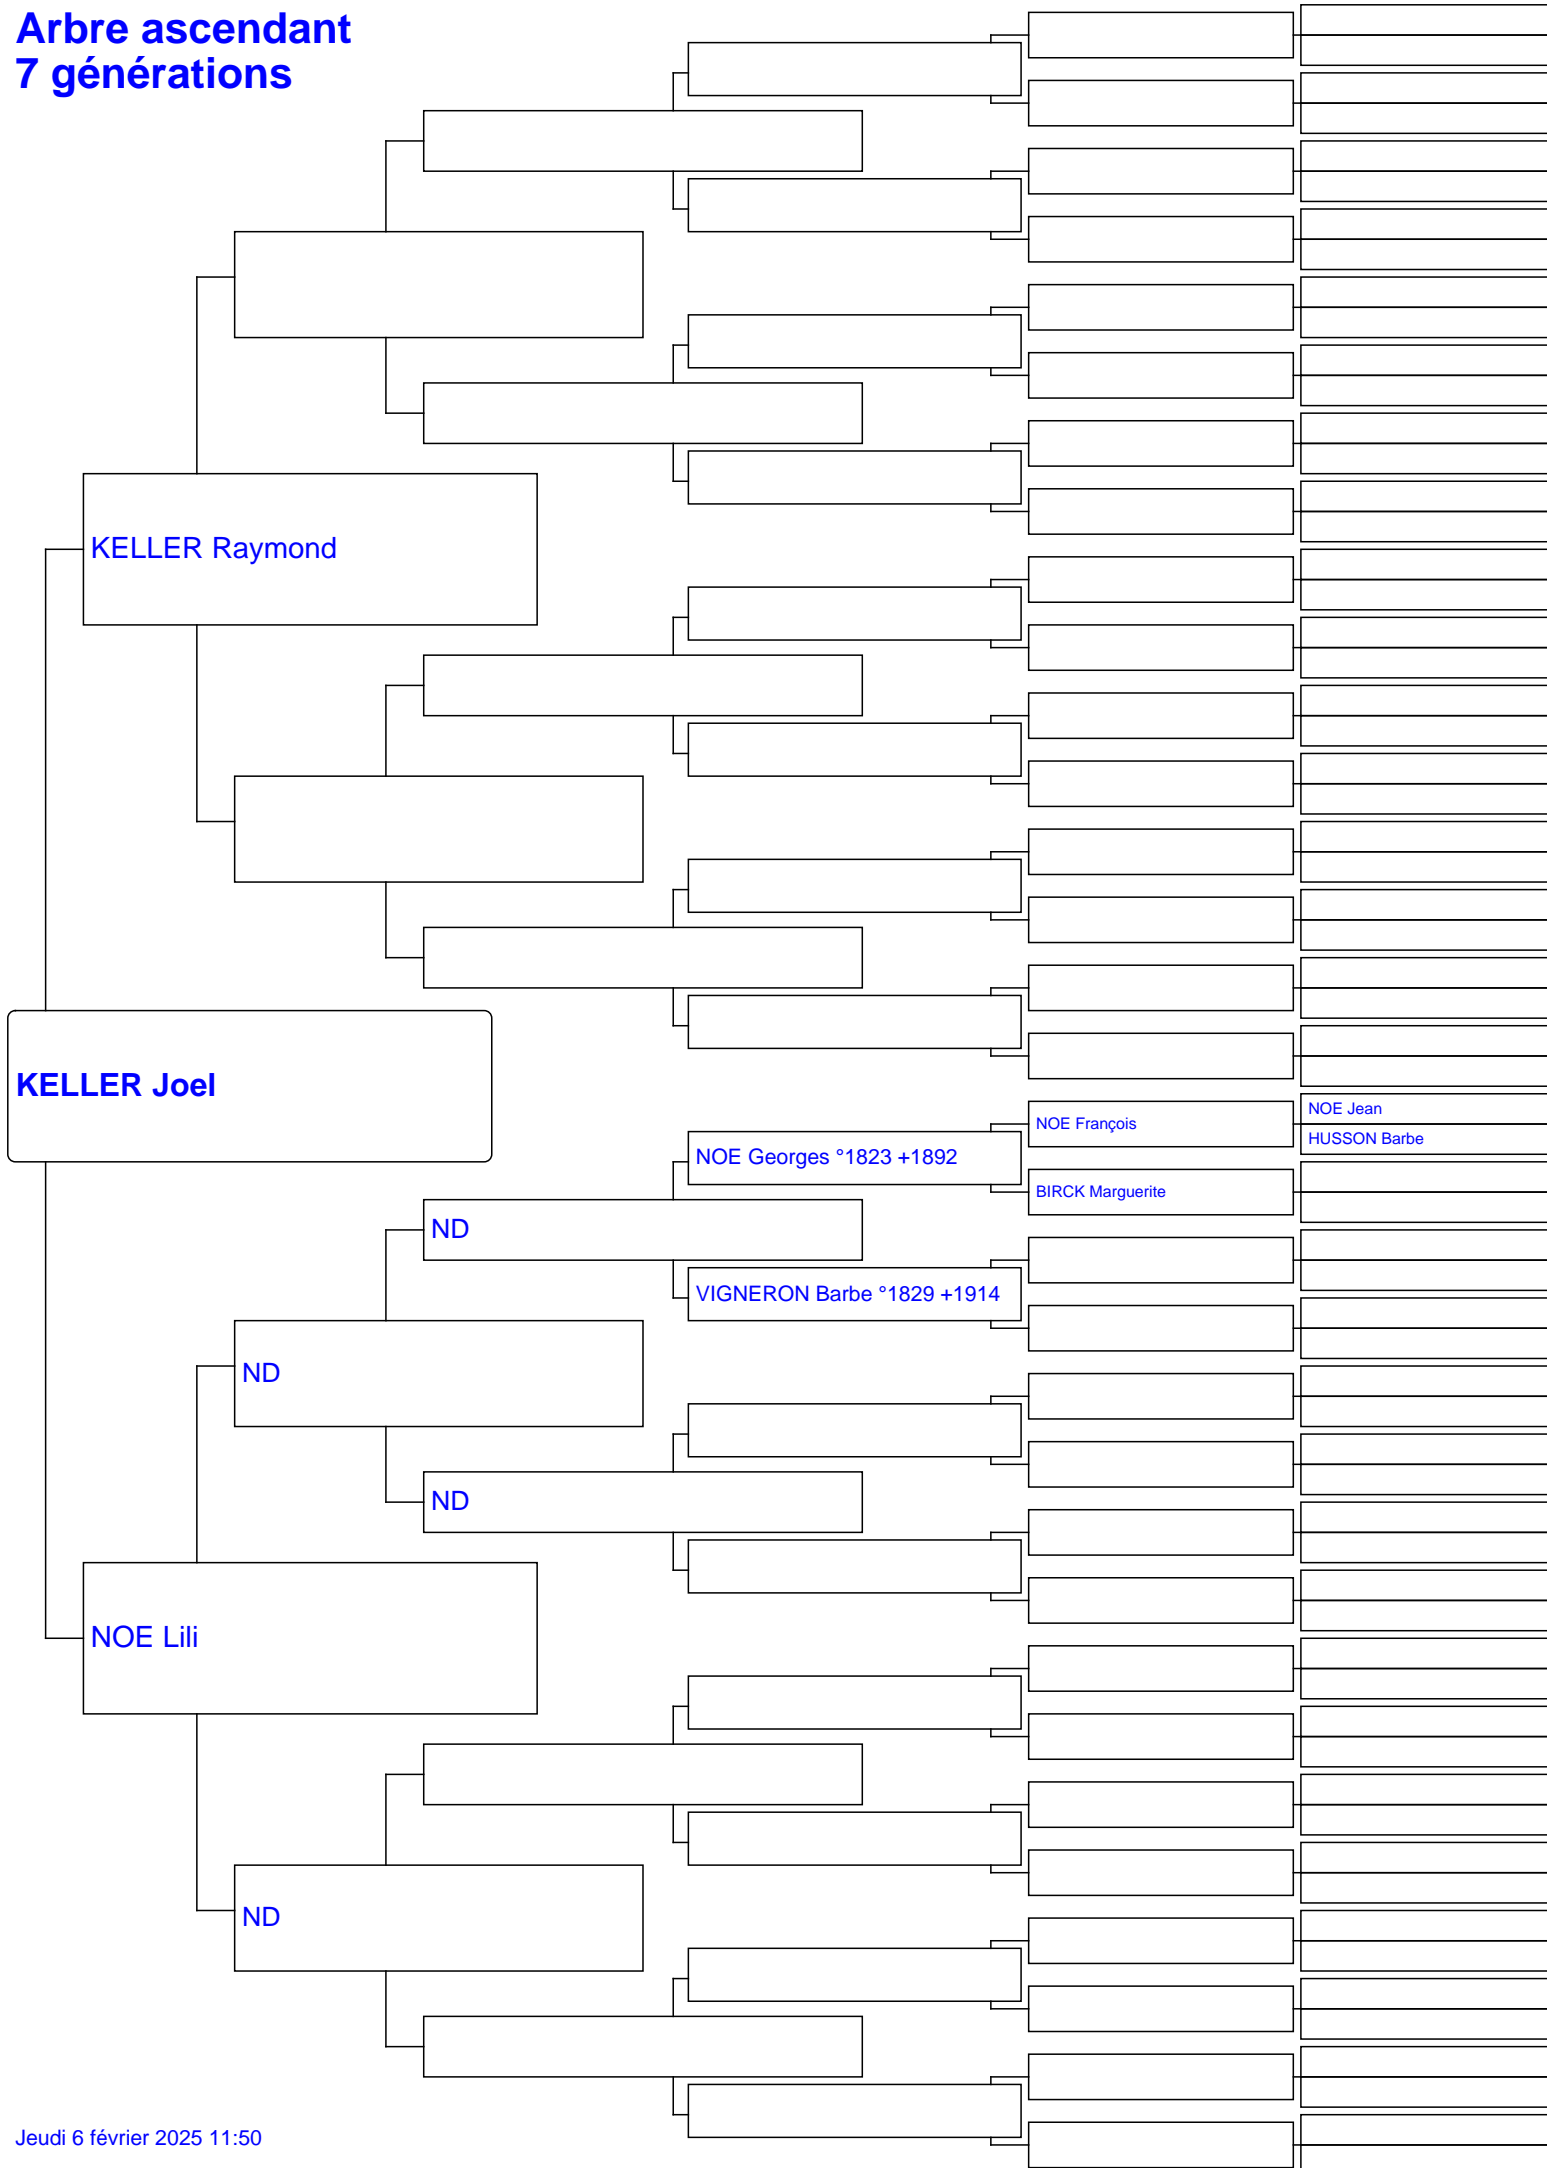 Arbre ascendant
7 générations
KELLER Raymond
KELLER Joel
NOE François
NOE Jean
HUSSON Barbe
NOE Georges °1823 +1892
BIRCK Marguerite
ND
VIGNERON Barbe °1829 +1914
ND
ND
NOE Lili
ND
Jeudi 6 février 2025 11:50